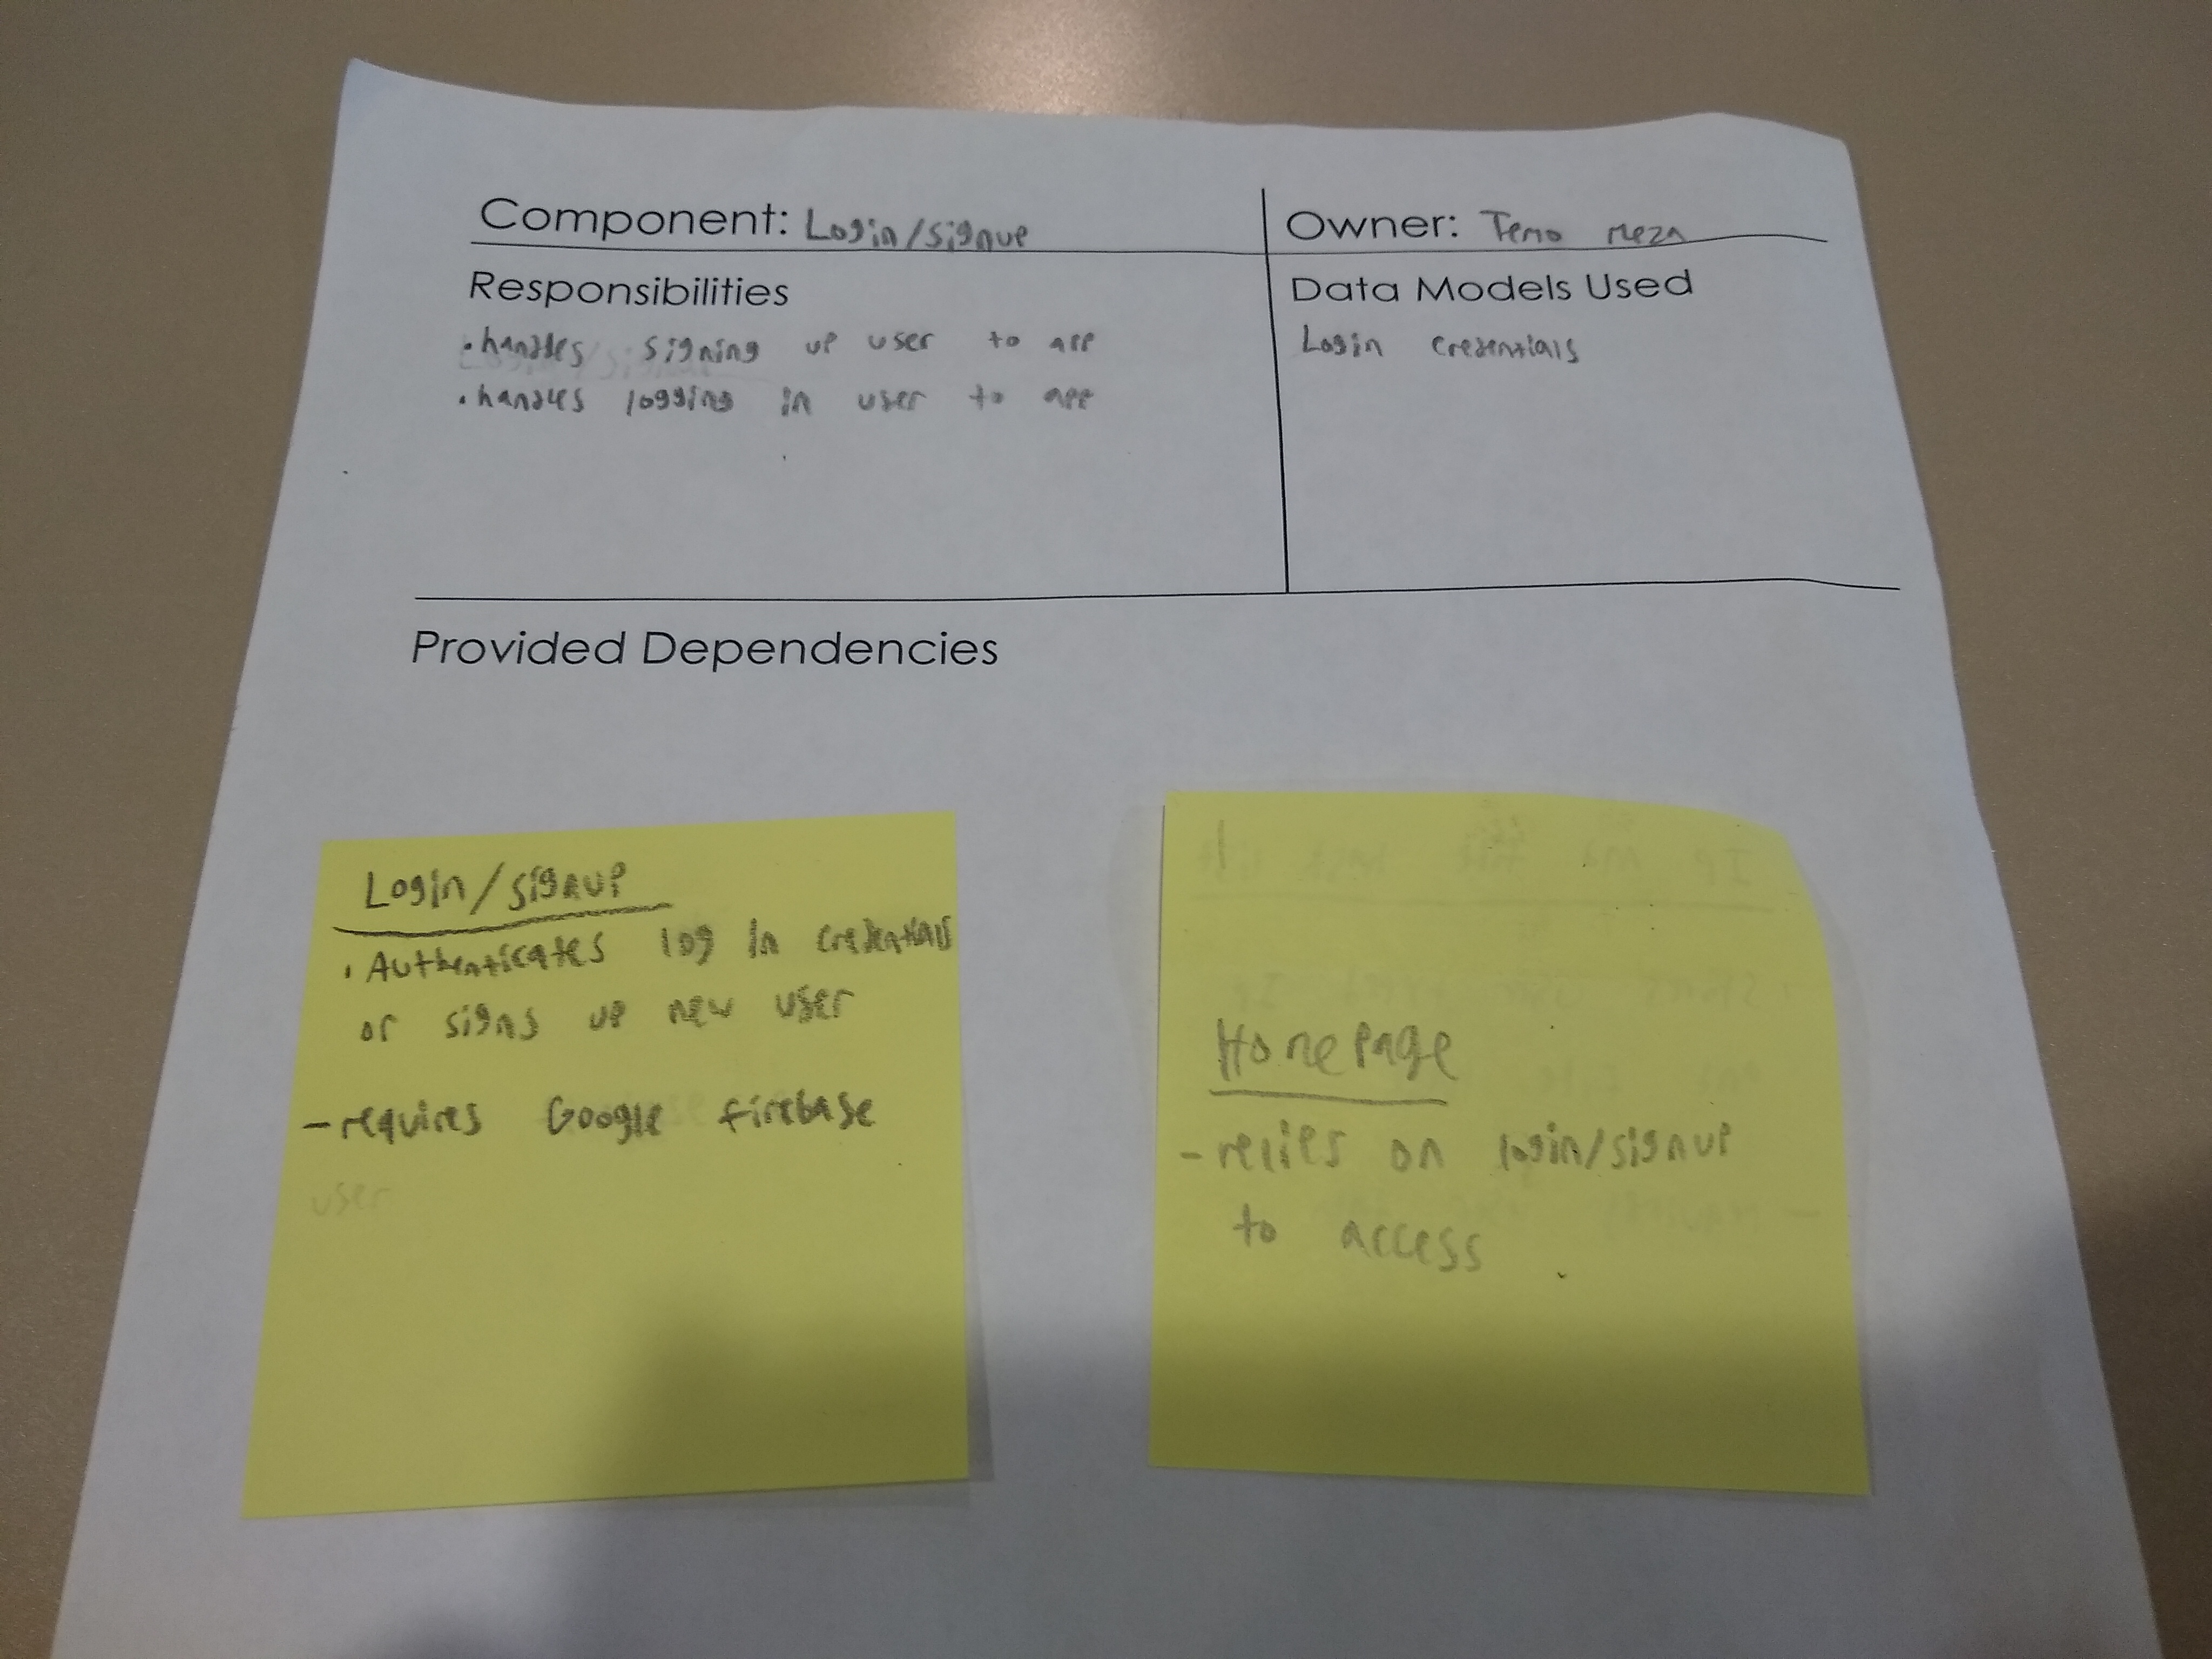 Component: Login/signup
Owner: Temo meza
Responsibilities
• handles signing up user to app
• handles logging in user to app
Data Models Used
Login credentials
Provided Dependencies
Login/signup
• Authenticates log in credentials
or signs up new user
- requires Google firebase
user
Homepage
- relies on login/signup
to access